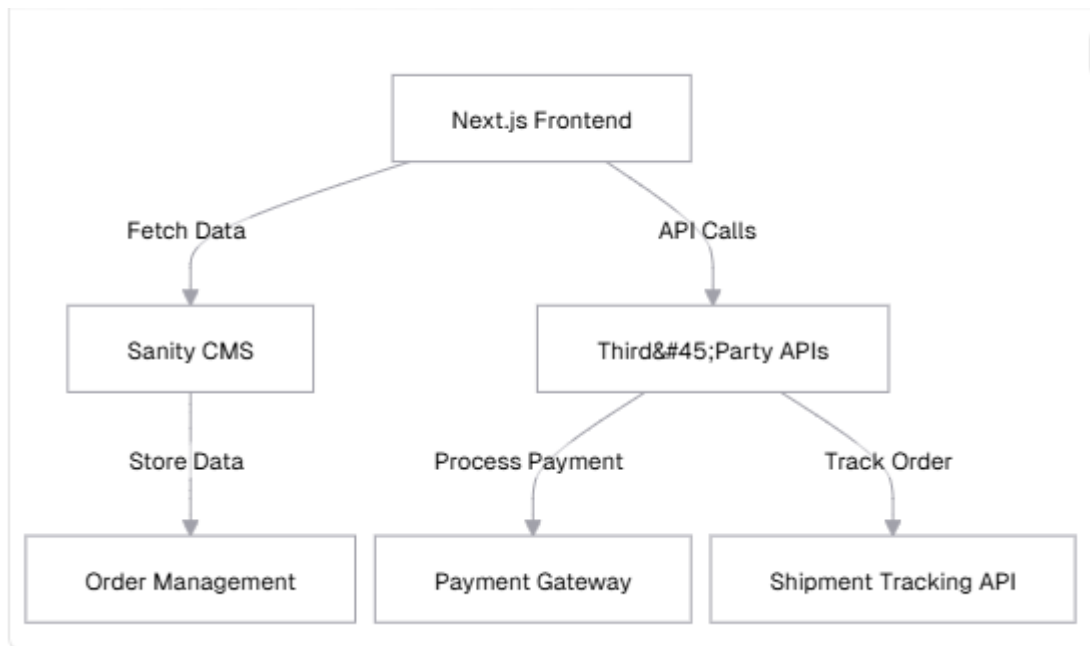 Next.js Frontend
Fetch Data
API Calls
Sanity CMS
Third&#45;Party APIs
Store Data
Process Payment
Track Order
Order Management
Payment Gateway
Shipment Tracking API